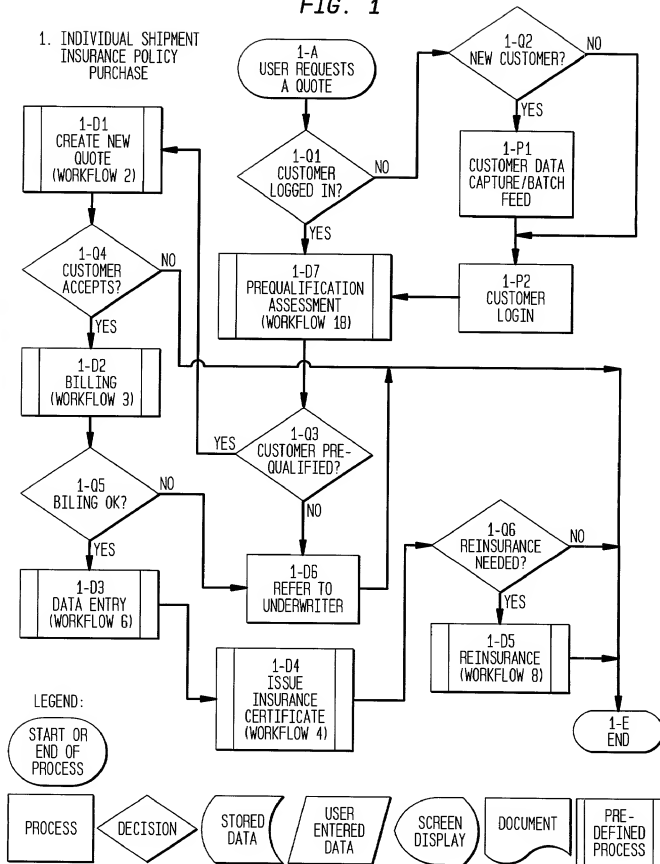 FIG. 1
1. INDIVIDUAL SHIPMENT
INSURANCE POLICY
PURCHASE
1-A
USER REQUESTS
A QUOTE
1-Q2
NEW CUSTOMER?
NO
YES
1-D1
CREATE NEW
QUOTE
(WORKFLOW 2)
1-Q1
CUSTOMER
LOGGED IN?
NO
YES
1-P1
CUSTOMER DATA
CAPTURE/BATCH
FEED
1-Q4
CUSTOMER
ACCEPTS?
NO
YES
1-D7
PREQUALIFICATION
ASSESSMENT
(WORKFLOW 18)
1-P2
CUSTOMER
LOGIN
1-D2
BILLING
(WORKFLOW 3)
YES
1-Q3
CUSTOMER PRE-
QUALIFIED?
NO
1-Q5
BILING OK?
NO
YES
1-Q6
REINSURANCE
NEEDED?
NO
YES
1-D3
DATA ENTRY
(WORKFLOW 6)
1-D6
REFER TO
UNDERWRITER
1-D5
REINSURANCE
(WORKFLOW 8)
1-D4
ISSUE
INSURANCE
CERTIFICATE
(WORKFLOW 4)
1-E
END
LEGEND:
START OR
END OF
PROCESS
PROCESS
DECISION
STORED
DATA
USER
ENTERED
DATA
SCREEN
DISPLAY
DOCUMENT
PRE-
DEFINED
PROCESS